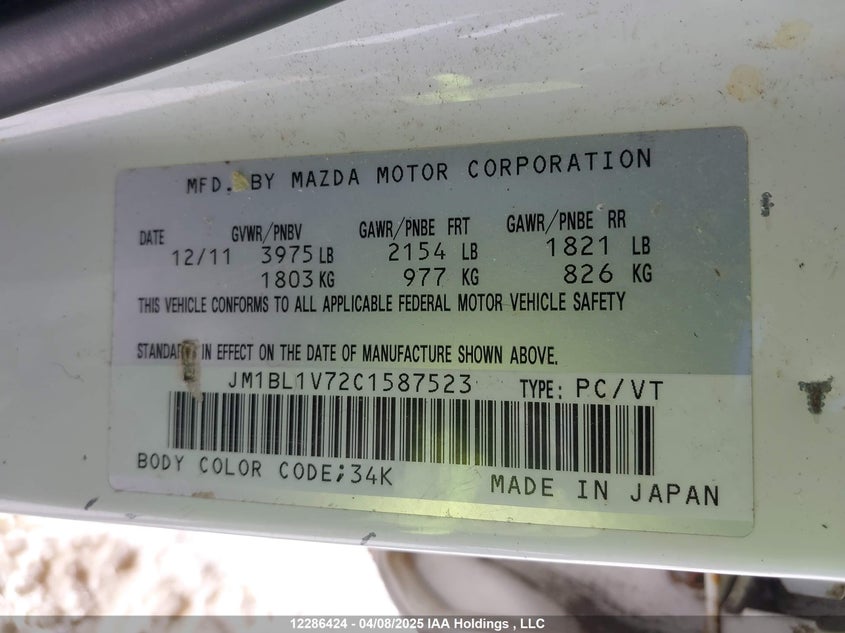 MFD. BY MAZDA MOTOR CORPORATION
DATE GVWR/PNBV GAWR/PNBE FRT GAWR/PNBE RR
12/11 3975 LB 2154 LB 1821 LB
1803 KG 977 KG 826 KG
THIS VEHICLE CONFORMS TO ALL APPLICABLE FEDERAL MOTOR VEHICLE SAFETY
STANDARDS IN EFFECT ON THE DATE OF MANUFACTURE SHOWN ABOVE.
JM1BL1V72C1587523 TYPE: PC/VT
BODY COLOR CODE;34K
MADE IN JAPAN
12286424 - 04/08/2025 IAA Holdings , LLC